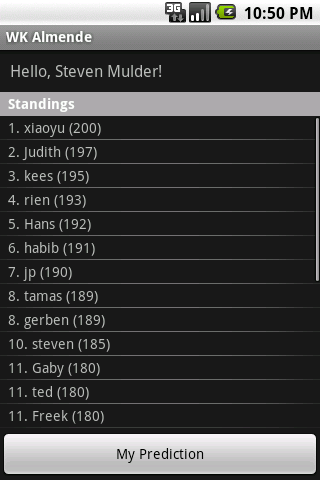 3G 10:50 PM
WK Almende
Hello, Steven Mulder!
Standings
1. xiaoyu (200)
2. Judith (197)
3. kees (195)
4. rien (193)
5. Hans (192)
6. habib (191)
7. jp (190)
8. tamas (189)
8. gerben (189)
10. steven (185)
11. Gaby (180)
11. ted (180)
11. Freek (180)
My Prediction